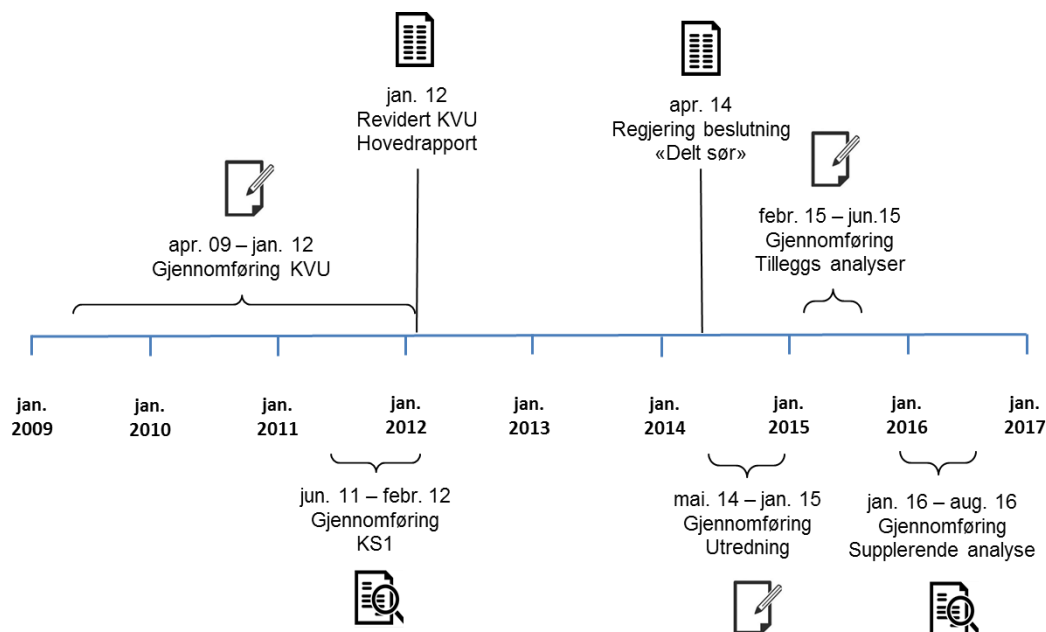 jan. 12
Revidert KVU
Hovedrapport
apr. 14
Regjering beslutning
«Delt sør»
apr. 09 – jan. 12
Gjennomføring KVU
febr. 15 – jun.15
Gjennomføring
Tilleggs analyser
jan.
2009
jan.
2010
jan.
2011
jan.
2012
jan.
2013
jan.
2014
jan.
2015
jan.
2016
jan.
2017
jun. 11 – febr. 12
Gjennomføring
KS1
mai. 14 – jan. 15
Gjennomføring
Utredning
jan. 16 – aug. 16
Gjennomføring
Supplerende analyse